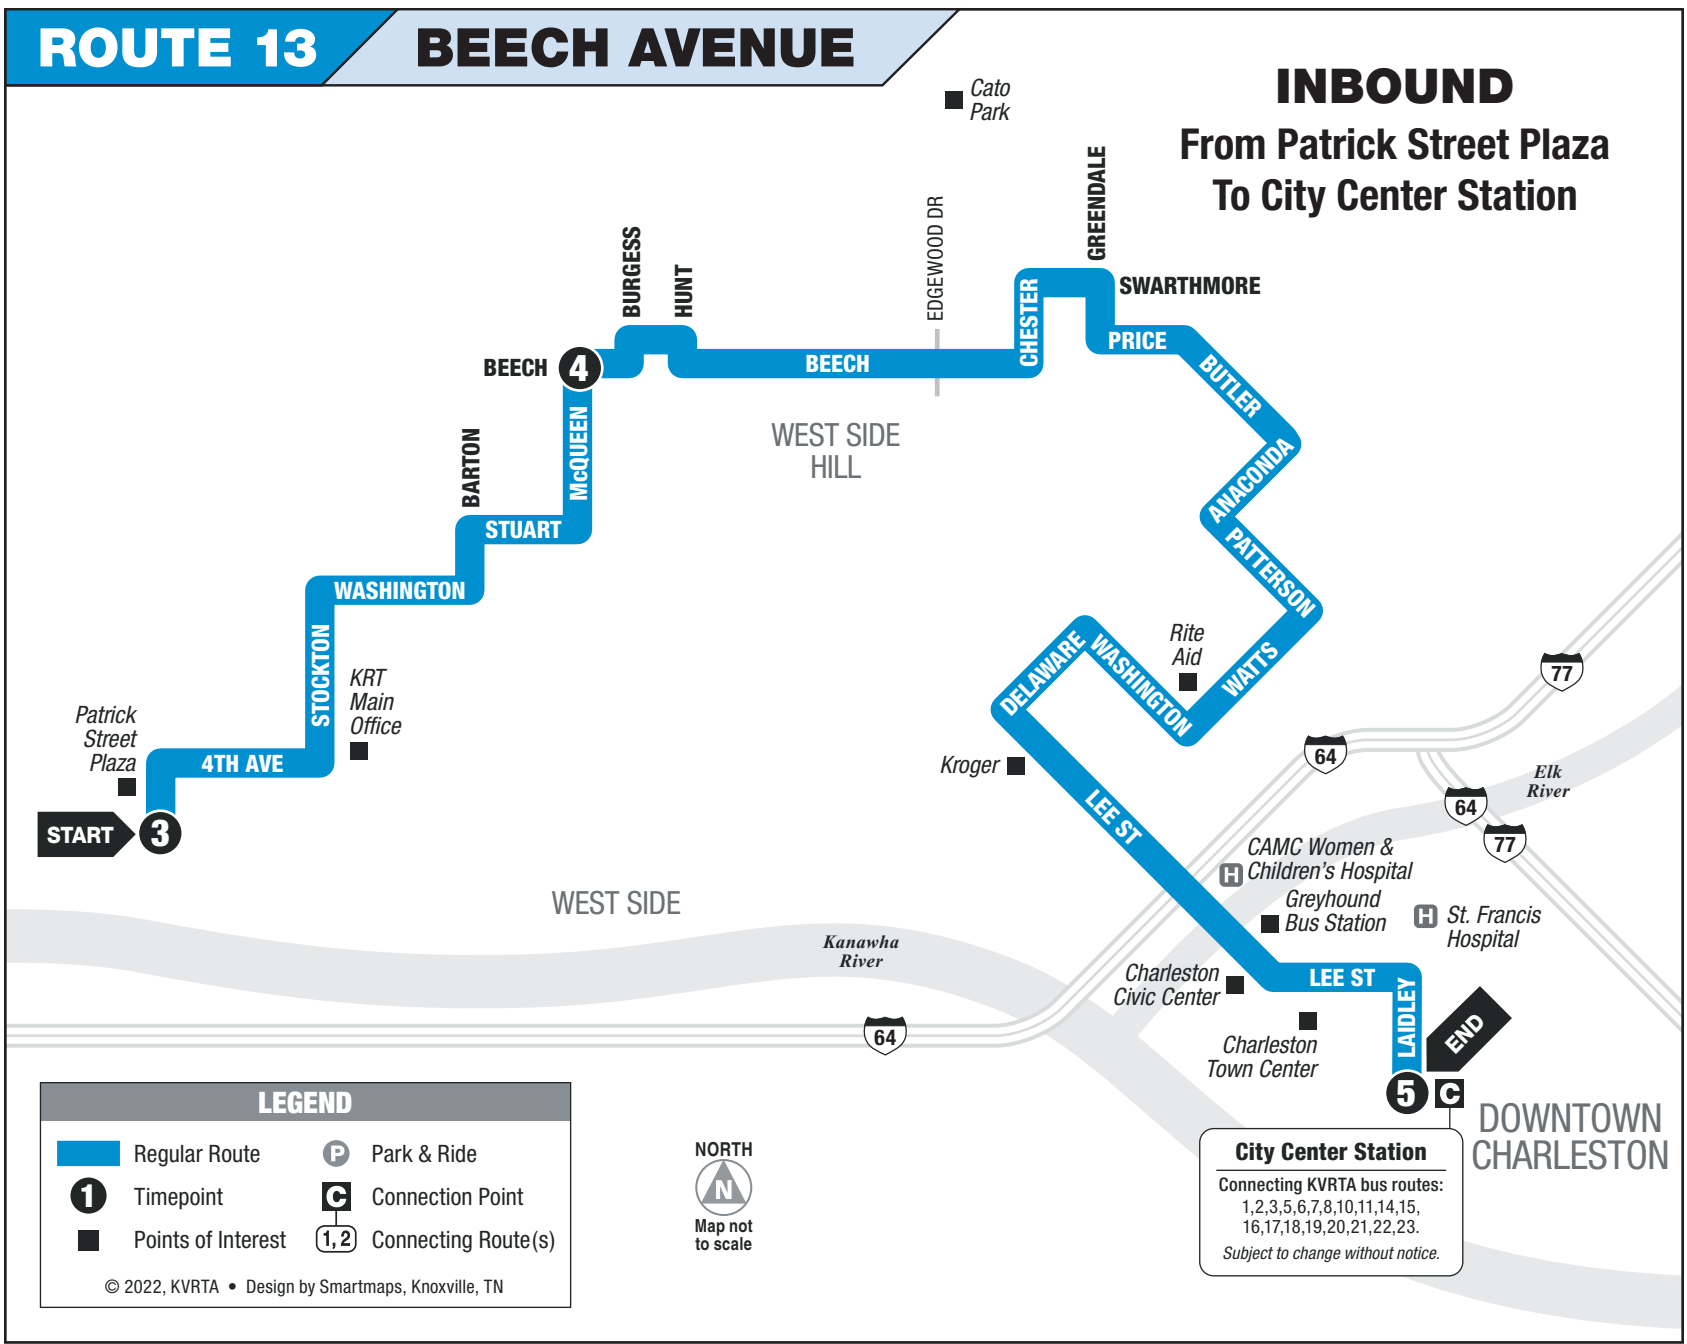 ROUTE 13
BEECH AVENUE
INBOUND
From Patrick Street Plaza
To City Center Station
Cato
Park
GREENDALE
EDGEWOOD DR
BURGESS
HUNT
CHESTER
SWARTHMORE
PRICE
BEECH
4
BEECH
BUTLER
WEST SIDE
HILL
McQUEEN
BARTON
ANACONDA
STUART
PATTERSON
WASHINGTON
STOCKTON
KRT
Main
Office
Patrick
Street
Plaza
4TH AVE
START
3
Rite
Aid
DELAWARE
WASHINGTON
WATTS
77
64
Kroger
Elk
River
64
77
LEE ST
CAMC Women &
H Children's Hospital
Greyhound
Bus Station
H St. Francis
Hospital
WEST SIDE
Kanawha
River
Charleston
Civic Center
LEE ST
LAIDLEY
END
64
Charleston
Town Center
5
C
DOWNTOWN
CHARLESTON
City Center Station
Connecting KVRTA bus routes:
1,2,3,5,6,7,8,10,11,14,15,
16,17,18,19,20,21,22,23.
Subject to change without notice.
LEGEND
Regular Route
P Park & Ride
1 Timepoint
C Connection Point
Points of Interest
1, 2 Connecting Route(s)
© 2022, KVRTA • Design by Smartmaps, Knoxville, TN
NORTH
N
Map not
to scale